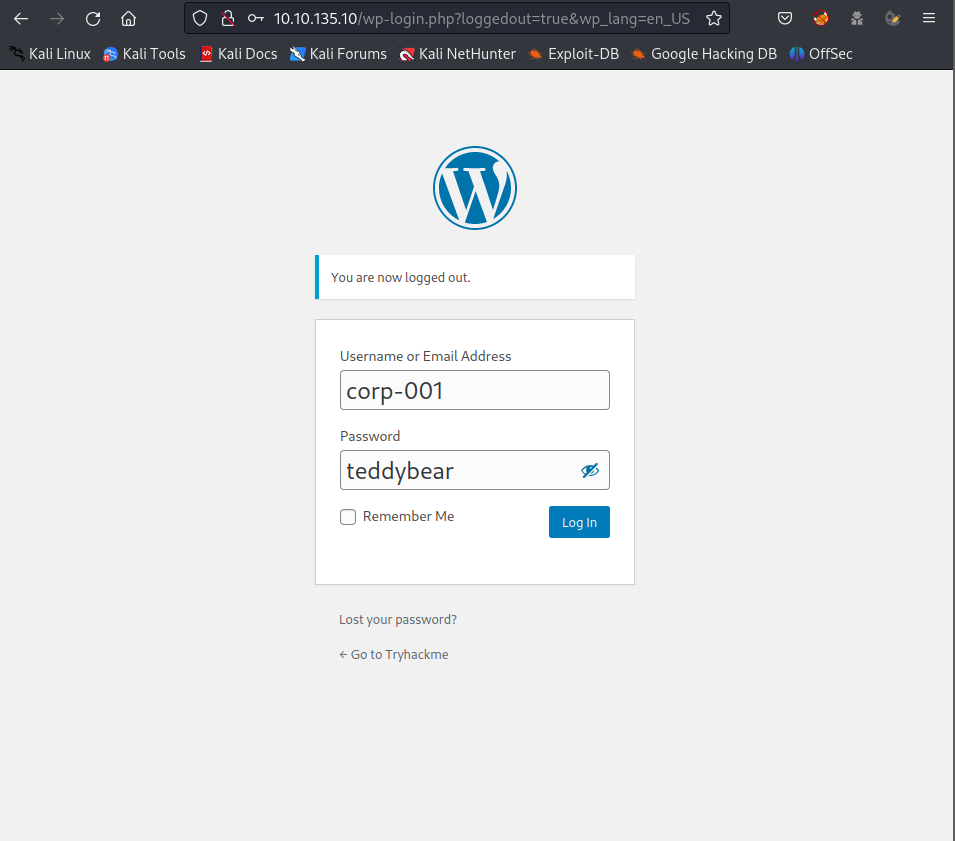 10.10.135.10/wp-login.php?loggedout=true&wp_lang=en_US
Kali Linux Kali Tools Kali Docs Kali Forums Kali NetHunter Exploit-DB Google Hacking DB OffSec
You are now logged out.
Username or Email Address
corp-001
Password
teddybear
Remember Me Log In
Lost your password?
← Go to Tryhackme